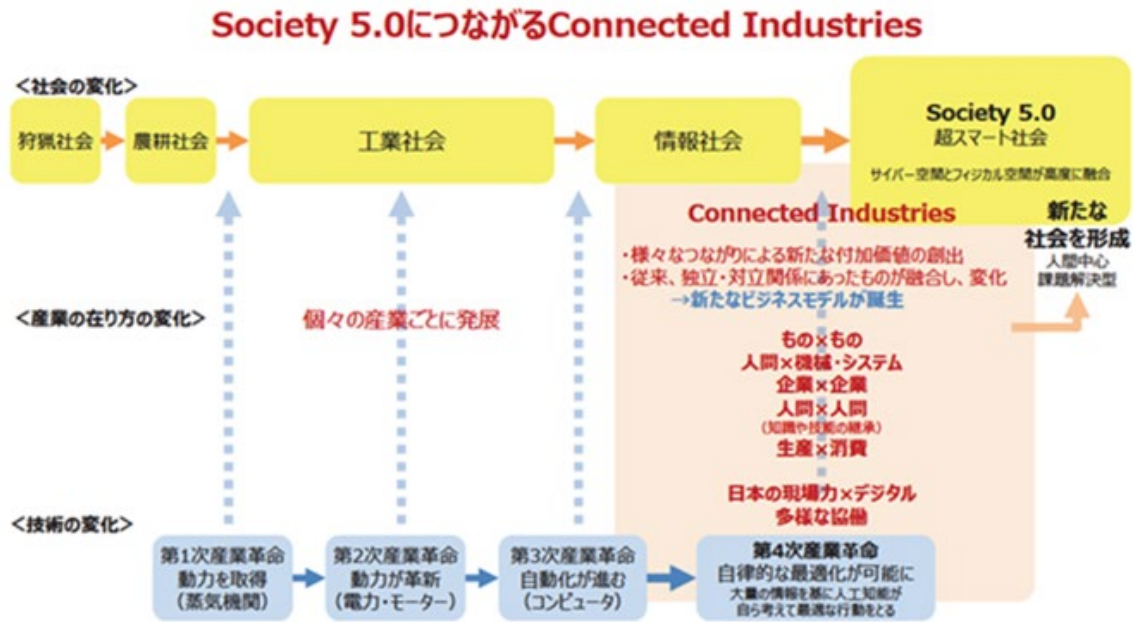 Society 5.0につながるConnected Industries
<社会の変化>
狩猟社会
農耕社会
工業社会
情報社会
Society 5.0
超スマート社会
サイバー空間とフィジカル空間が高度に融合
Connected Industries
・様々なつながりによる新たな付加価値の創出
・従来、独立・対立関係にあったものが融合し、変化
→新たなビジネスモデルが誕生
新たな
社会を形成
人間中心
課題解決型
<産業の在り方の変化>
個々の産業ごとに発展
もの×もの
人間×機械・システム
企業×企業
人間×人間
(知識や技能の継承)
生産×消費
日本の現場力×デジタル
多様な協働
<技術の変化>
第1次産業革命
動力を取得
(蒸気機関)
第2次産業革命
動力が革新
(電力・モーター)
第3次産業革命
自動化が進む
(コンピュータ)
第4次産業革命
自律的な最適化が可能に
大量の情報を基に人工知能が
自ら考えて最適な行動をとる